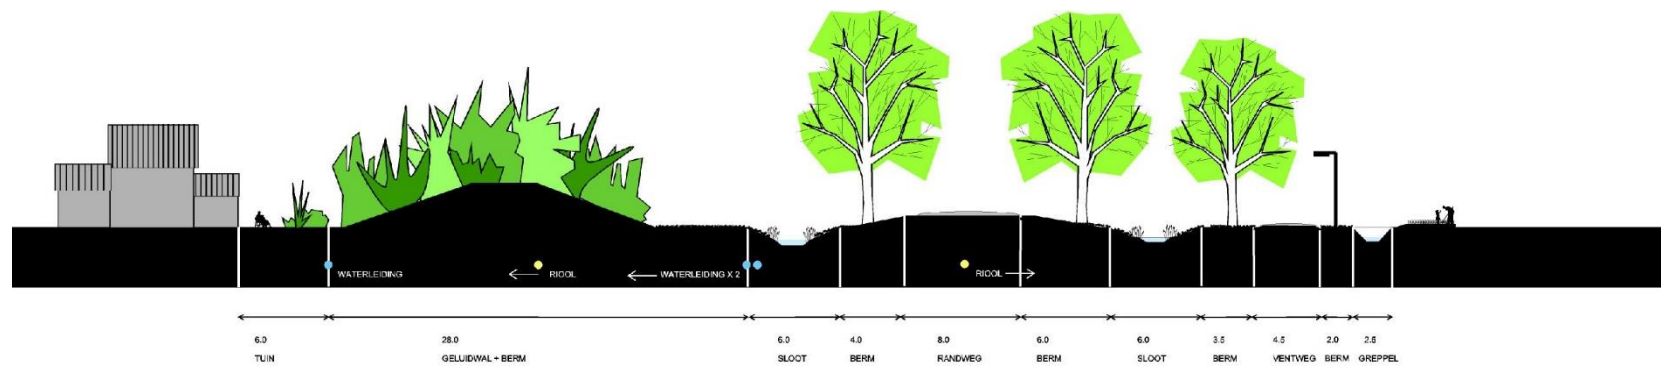 WATERLEIDING
RIOOL
WATERLEIDING X 2
RIOOL
6.0
TUIN
28.0
GELUIDWAL + BERM
6.0
SLOOT
4.0
BERM
8.0
RANDWEG
6.0
BERM
6.0
SLOOT
3.5
BERM
4.5
VENTWEG
2.0
BERM
2.5
GREPPEL